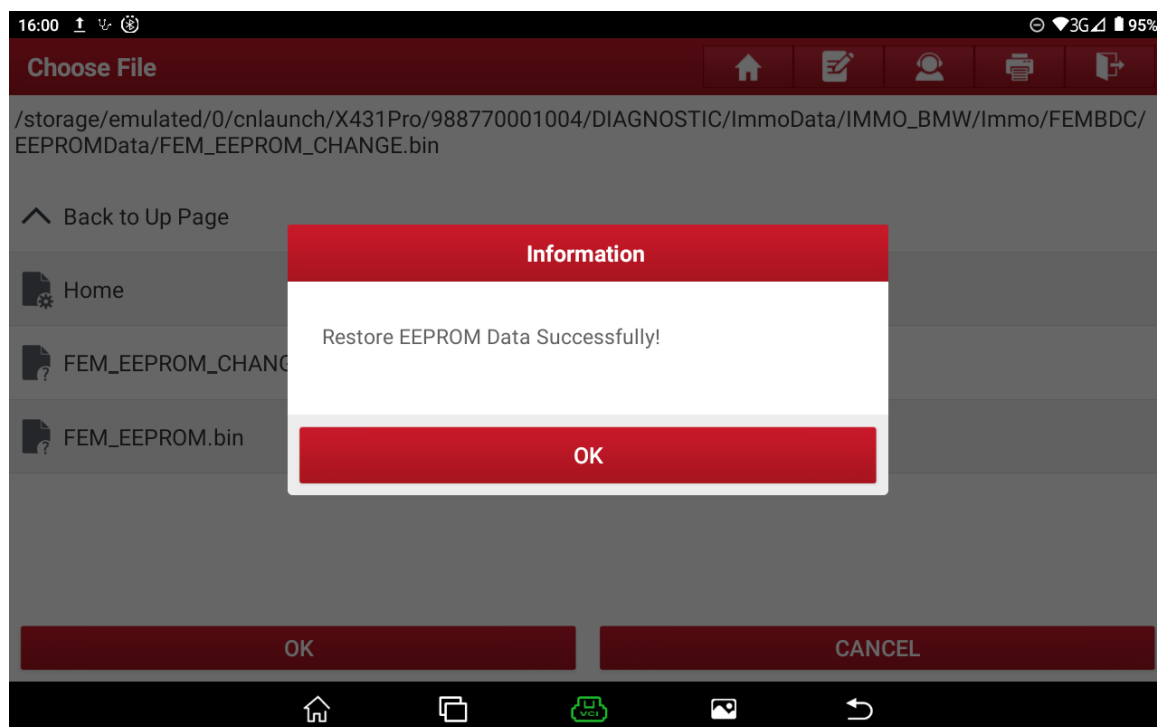 16:00
3G 95%
Choose File
/storage/emulated/0/cnlaunch/X431Pro/988770001004/DIAGNOSTIC/ImmoData/IMMO_BMW/Immo/FEMBDC/
EEPROMData/FEM_EEPROM_CHANGE.bin
Back to Up Page
Information
Home
Restore EEPROM Data Successfully!
FEM_EEPROM_CHANG
FEM_EEPROM.bin
OK
OK
CANCEL
VCI